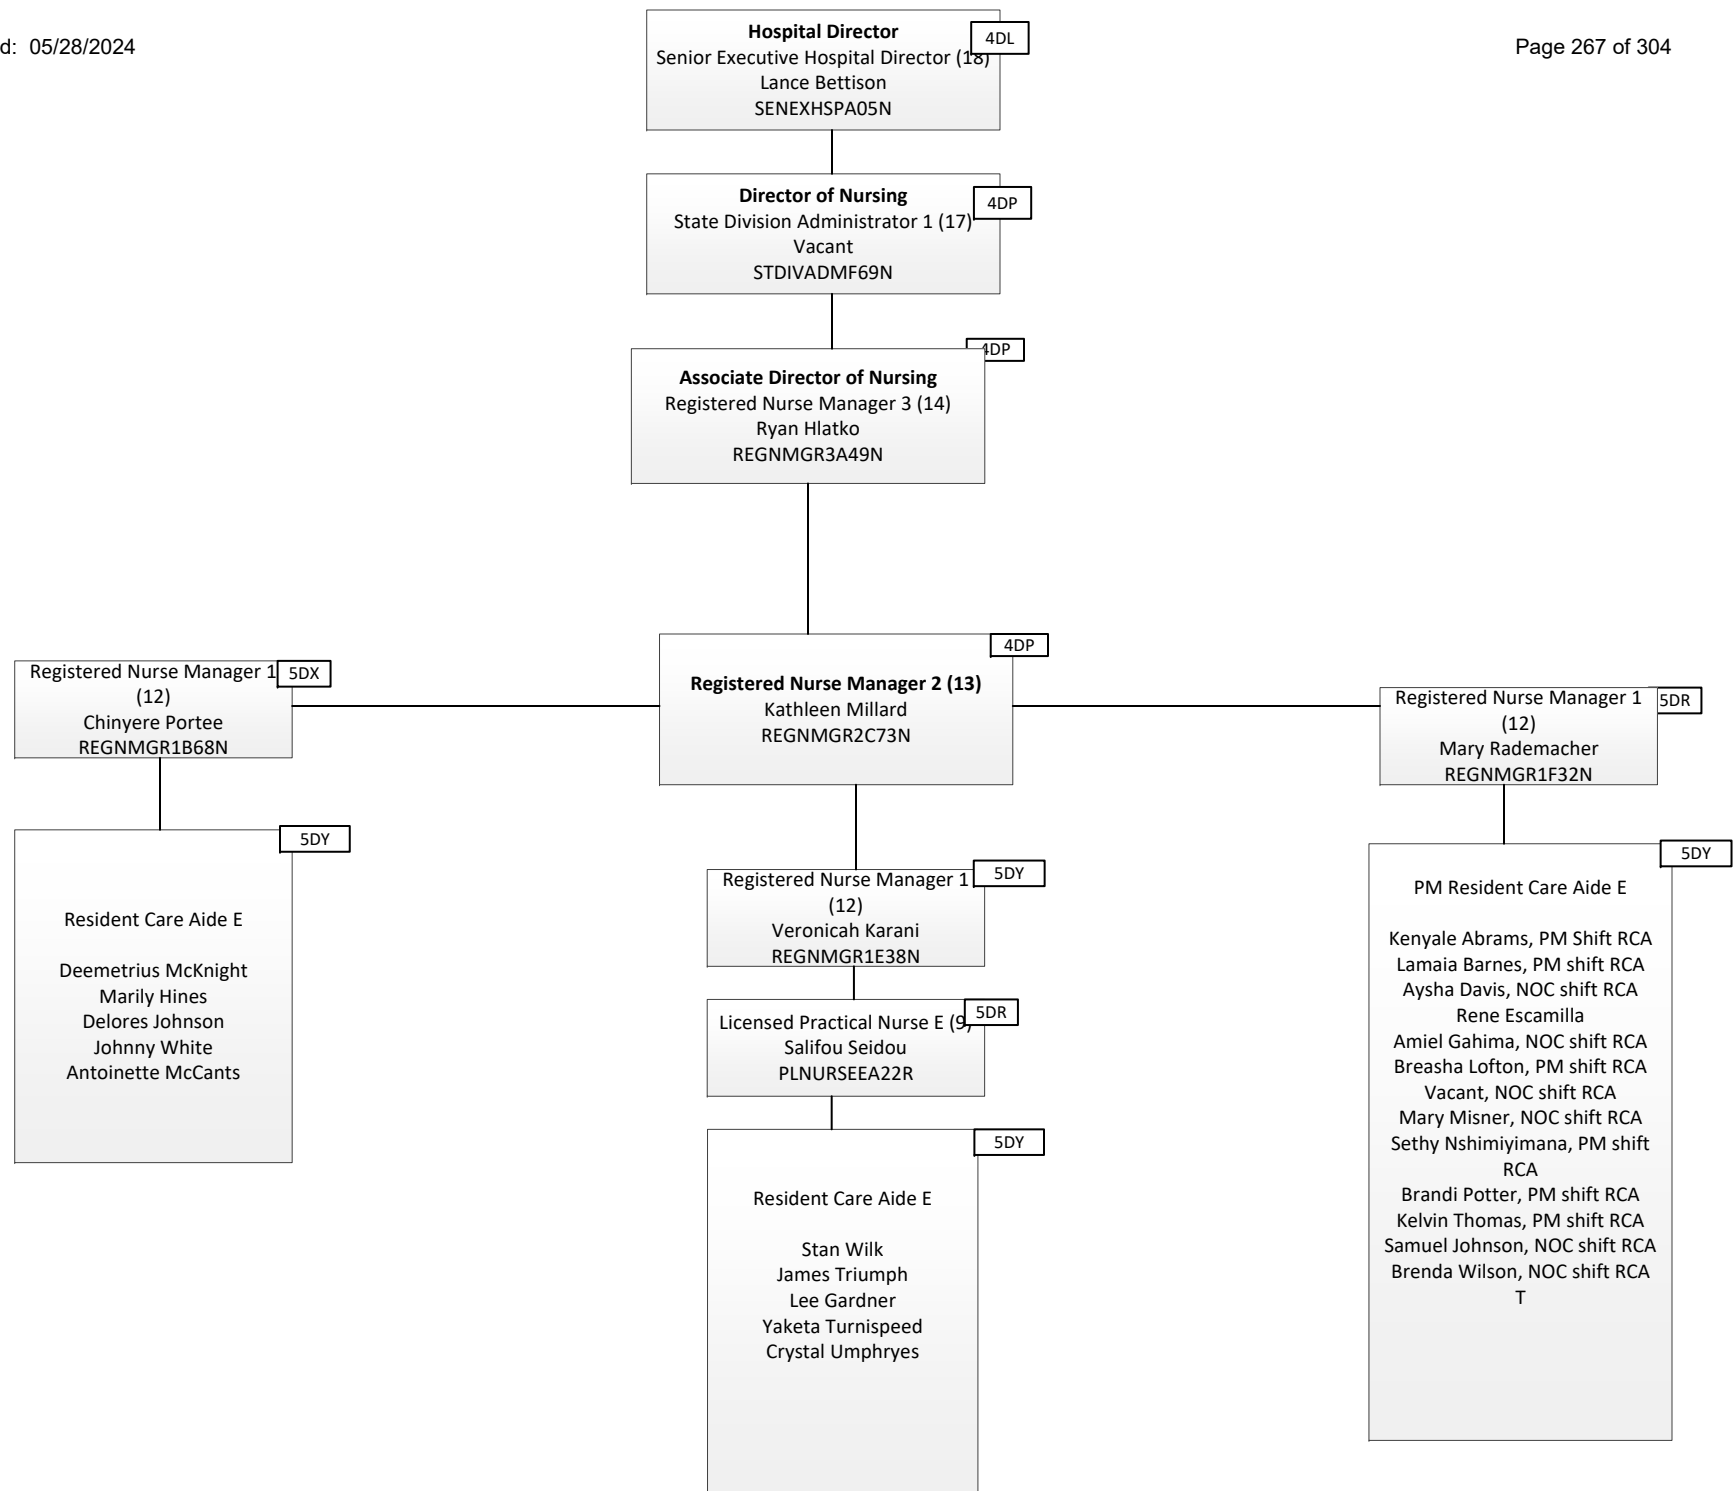 d: 05/28/2024
Page 267 of 304
Hospital Director
4DL
Senior Executive Hospital Director (18)
Lance Bettison
SENEXHSPA05N
Director of Nursing
4DP
State Division Administrator 1 (17)
Vacant
STDIVADMF69N
4DP
Associate Director of Nursing
Registered Nurse Manager 3 (14)
Ryan Hlatko
REGNMGR3A49N
4DP
Registered Nurse Manager 2 (13)
Kathleen Millard
REGNMGR2C73N
Registered Nurse Manager 1
5DX
(12)
Chinyere Portee
REGNMGR1B68N
5DY
Resident Care Aide E
Deemetrius McKnight
Marily Hines
Delores Johnson
Johnny White
Antoinette McCants
Registered Nurse Manager 1
5DY
(12)
Veronicah Karani
REGNMGR1E38N
5DR
Licensed Practical Nurse E (9)
Salifou Seidou
PLNURSEEA22R
5DY
Resident Care Aide E
Stan Wilk
James Triumph
Lee Gardner
Yaketa Turnispeed
Crystal Umphryes
Registered Nurse Manager 1
5DR
(12)
Mary Rademacher
REGNMGR1F32N
5DY
PM Resident Care Aide E
Kenyale Abrams, PM Shift RCA
Lamaia Barnes, PM shift RCA
Aysha Davis, NOC shift RCA
Rene Escamilla
Amiel Gahima, NOC shift RCA
Breasha Lofton, PM shift RCA
Vacant, NOC shift RCA
Mary Misner, NOC shift RCA
Sethy Nshimiyimana, PM shift
RCA
Brandi Potter, PM shift RCA
Kelvin Thomas, PM shift RCA
Samuel Johnson, NOC shift RCA
Brenda Wilson, NOC shift RCA
T